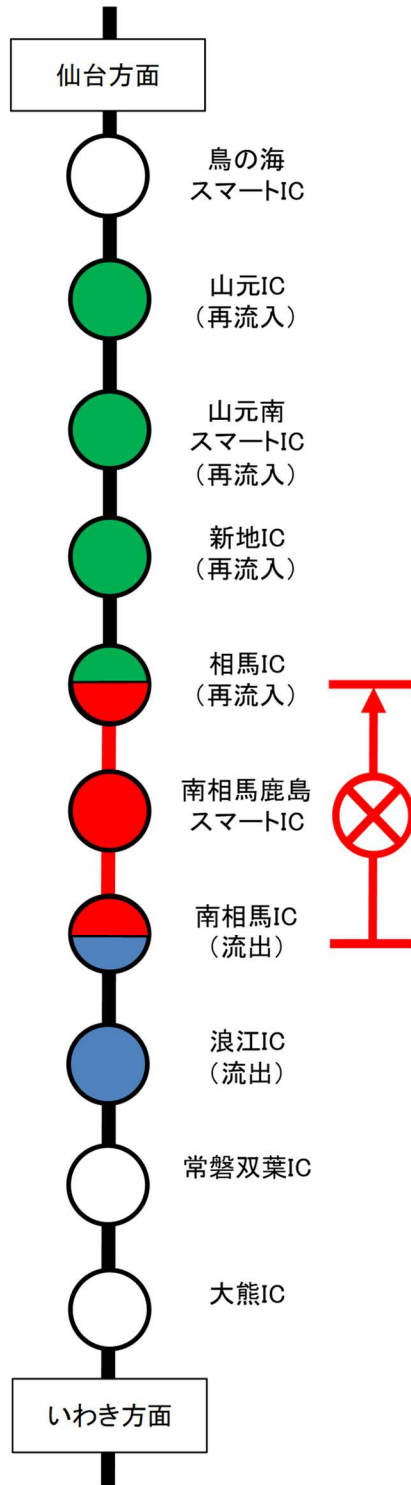 仙台方面
鳥の海
スマートIC
山元IC
(再流入)
山元南
スマートIC
(再流入)
新地IC
(再流入)
相馬IC
(再流入)
南相馬鹿島
スマートIC
南相馬IC
(流出)
浪江IC
(流出)
常磐双葉IC
大熊IC
いわき方面